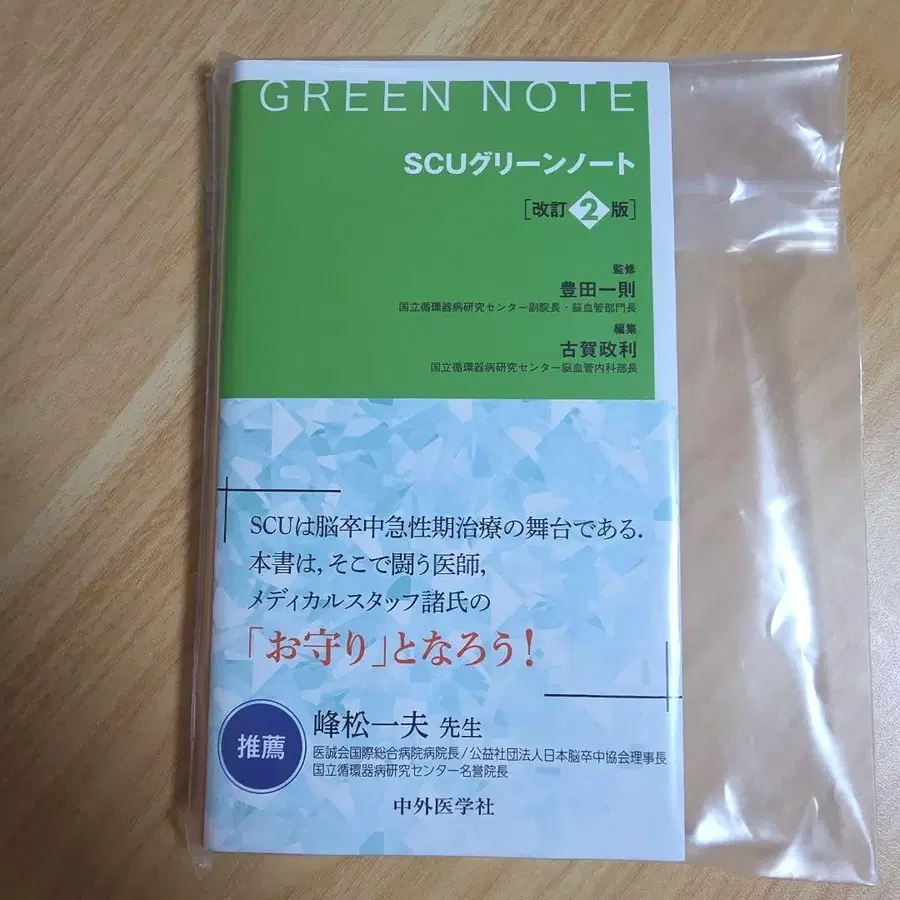 GREEN NOTE
SCUグリーンノート
[改訂2版]
監修
豊田一則
国立循環器病研究センター副院長・脳血管部門長
編集
古賀政利
国立循環器病研究センター脳血管内科部長
SCUは脳卒中急性期治療の舞台である.
本書は,そこで闘う医師,
メディカルスタッフ諸氏の
「お守り」となろう!
推薦
峰松一夫 先生
医誠会国際総合病院病院長/公益社団法人日本脳卒中協会理事長
国立循環器病研究センター名誉院長
中外医学社